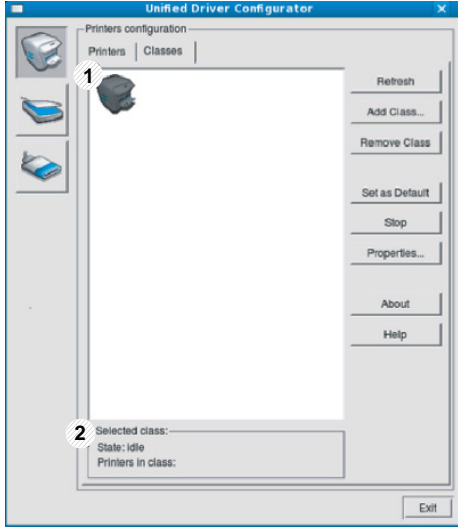 Unified Driver Configurator
Printers configuration
Printers Classes
1
Refresh
Add Class...
Remove Class
Set as Default
Stop
Properties...
About
Help
2 Selected class:
State: idle
Printers in class:
Exit